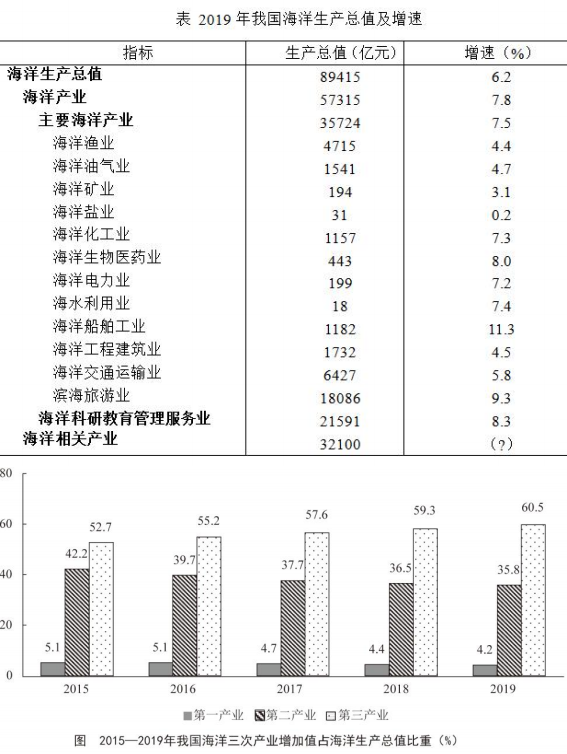 表 2019 年我国海洋生产总值及增速
指标 生产总值(亿元) 增速(%)
海洋生产总值 89415 6.2
海洋产业 57315 7.8
主要海洋产业 35724 7.5
海洋渔业 4715 4.4
海洋油气业 1541 4.7
海洋矿业 194 3.1
海洋盐业 31 0.2
海洋化工业 1157 7.3
海洋生物医药业 443 8.0
海洋电力业 199 7.2
海水利用业 18 7.4
海洋船舶工业 1182 11.3
海洋工程建筑业 1732 4.5
海洋交通运输业 6427 5.8
滨海旅游业 18086 9.3
海洋科研教育管理服务业 21591 8.3
海洋相关产业 32100 (?)
80
60
40
20
0
5.1 42.2 52.7
5.1 39.7 55.2
4.7 37.7 57.6
4.4 36.5 59.3
4.2 35.8 60.5
2015 2016 2017 2018 2019
第一产业 第二产业 第三产业
图 2015—2019年我国海洋三次产业增加值占海洋生产总值比重(%)